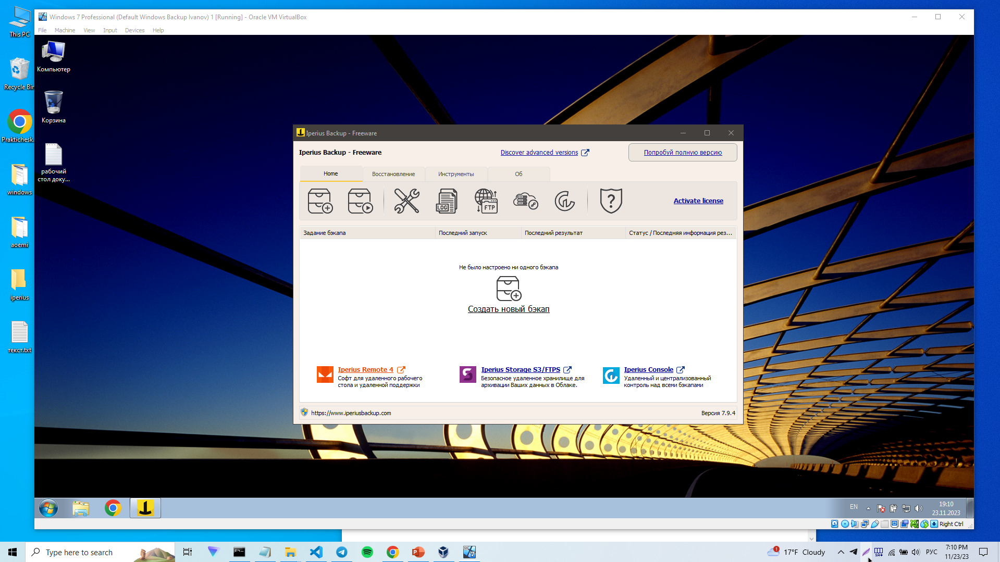 This PC
Recycle Bin
Praktichesk...
windows
aoemi
iperius
текст.txt
Windows 7 Professional (Default Windows Backup Ivanov) 1 [Running] - Oracle VM VirtualBox
File Machine View Input Devices Help
Компьютер
Корзина
рабочий
стол доку...
Iperius Backup - Freeware
Iperius Backup - Freeware
Discover advanced versions
Попробуй полную версию
Home Восстановление Инструменты Об
LOG
FTP
Activate license
Задание бэкапа Последний запуск Последний результат Статус / Последняя информация рез...
Не было настроено ни одного бэкапа
Создать новый бэкап
Iperius Remote 4
Софт для удаленного рабочего
стола и удаленной поддержки
Iperius Storage S3/FTPS
Безопасное удаленное хранилище для
архивации Ваших данных в Облаке.
Iperius Console
Удаленный и централизованный
контроль над всеми бэкапами
https://www.iperiusbackup.com
Версия 7.9.4
EN
19:10
23.11.2023
Right Ctrl
Type here to search
1
17°F Cloudy
РУС
7:10 PM
11/23/23